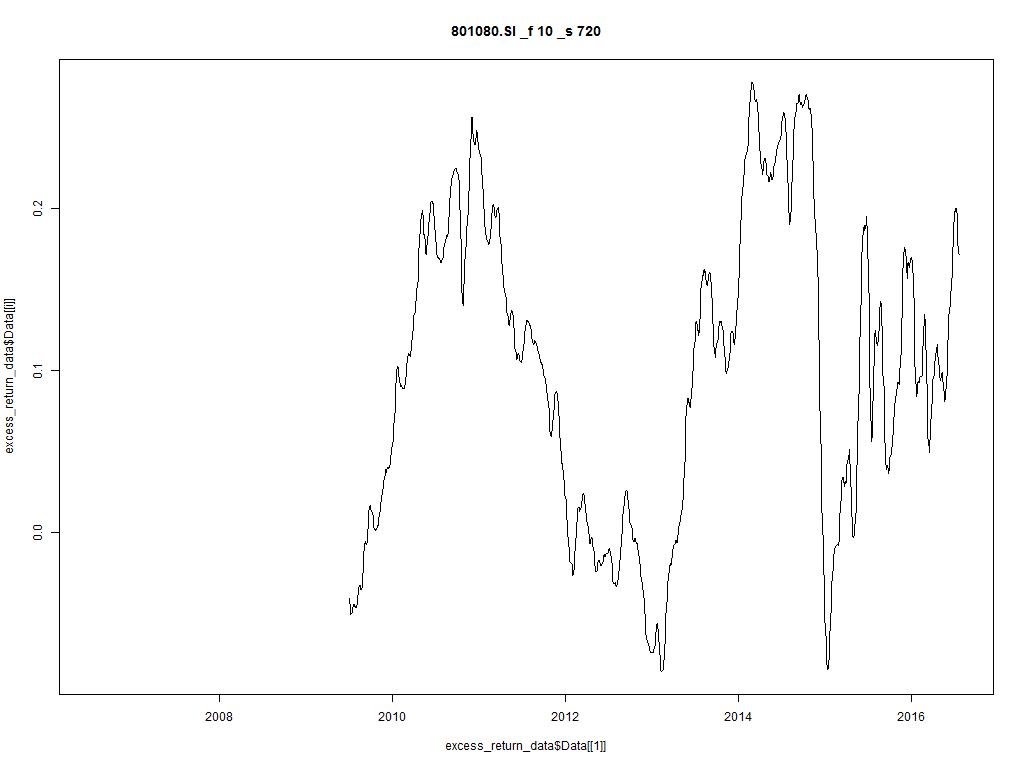 801080.SI _f 10 _s 720
excess_return_data$Data[[i]]
0.2
0.1
0.0
2008 2010 2012 2014 2016
excess_return_data$Data[[1]]